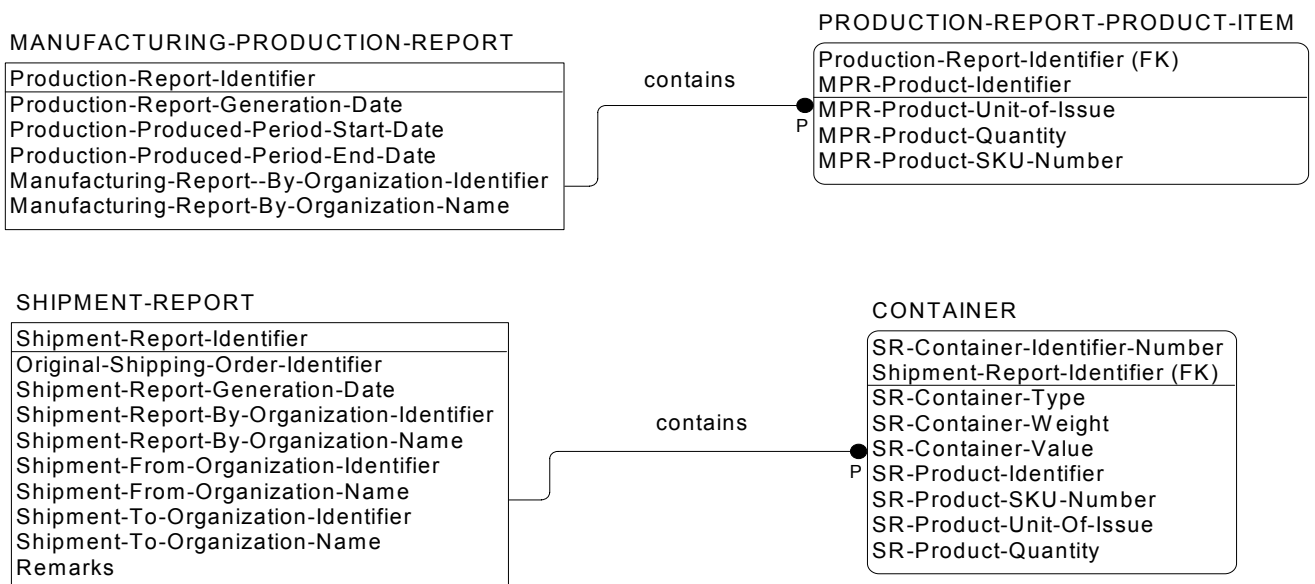 MANUFACTURING-PRODUCTION-REPORT
Production-Report-Identifier
Production-Report-Generation-Date
Production-Produced-Period-Start-Date
Production-Produced-Period-End-Date
Manufacturing-Report--By-Organization-Identifier
Manufacturing-Report-By-Organization-Name
contains
P
PRODUCTION-REPORT-PRODUCT-ITEM
Production-Report-Identifier (FK)
MPR-Product-Identifier
MPR-Product-Unit-of-Issue
MPR-Product-Quantity
MPR-Product-SKU-Number
SHIPMENT-REPORT
Shipment-Report-Identifier
Original-Shipping-Order-Identifier
Shipment-Report-Generation-Date
Shipment-Report-By-Organization-Identifier
Shipment-Report-By-Organization-Name
Shipment-From-Organization-Identifier
Shipment-From-Organization-Name
Shipment-To-Organization-Identifier
Shipment-To-Organization-Name
Remarks
contains
P
CONTAINER
SR-Container-Identifier-Number
Shipment-Report-Identifier (FK)
SR-Container-Type
SR-Container-Weight
SR-Container-Value
SR-Product-Identifier
SR-Product-SKU-Number
SR-Product-Unit-Of-Issue
SR-Product-Quantity